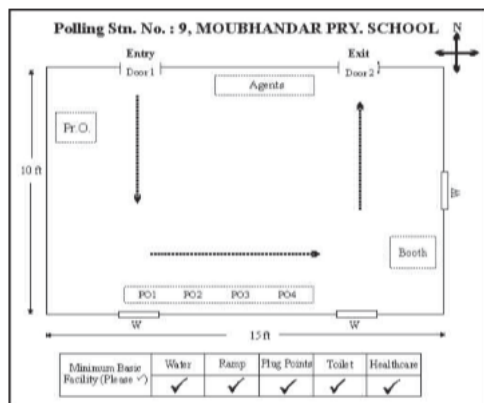 Polling Stn. No. : 9, MOUBHANDAR PRY. SCHOOL
N
Entry
Exit
Door 1
Door 2
Agents
Pr.O.
10 ft
W
Booth
PO1 PO2 PO3 PO4
W
W
15 ft
Minimum Basic
Facility (Please ✓)
Water Ramp Plug Points Toilet Healthcare
✓ ✓ ✓ ✓ ✓